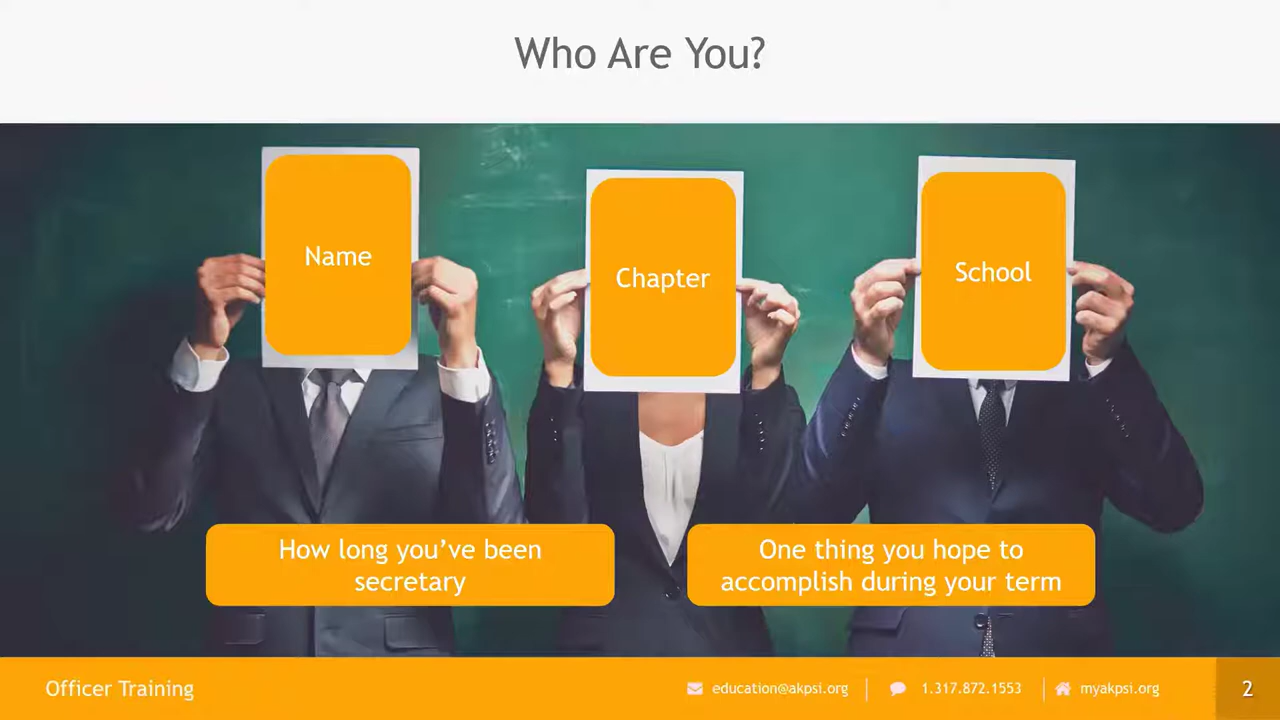 Who Are You?
Name
Chapter
School
How long you've been
secretary
One thing you hope to
accomplish during your term
Officer Training
education@akpsi.org
1.317.872.1553
myakpsi.org
2